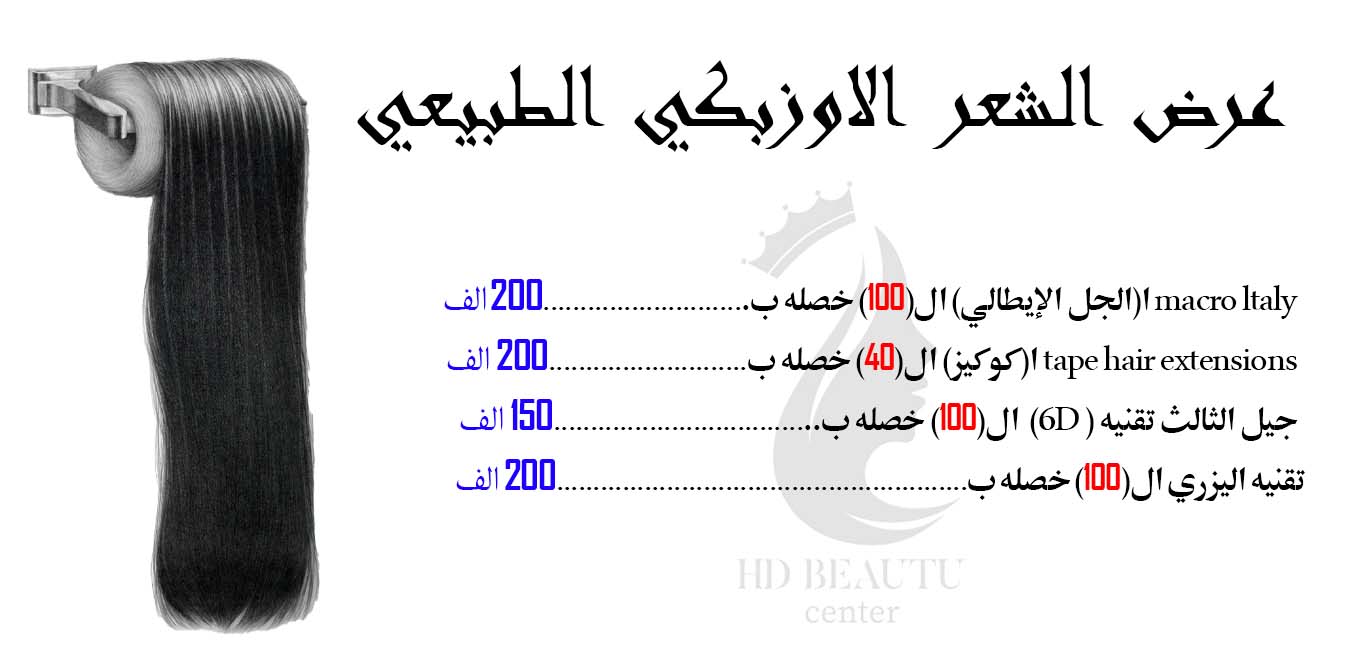 عرض الشعر الاوزبكي الطبيعي
macro ltaly ا(الجل الإيطالي) ال(100) خصله ب............................200 الف
tape hair extensions ا(كوكيز) ال(40) خصله ب.........................200 الف
جيل الثالث تقنيه ( 6D) ال(100) خصله ب..................................150 الف
تقنيه اليزري ال(100) خصله ب....................................................200 الف
HD BEAUTU
center